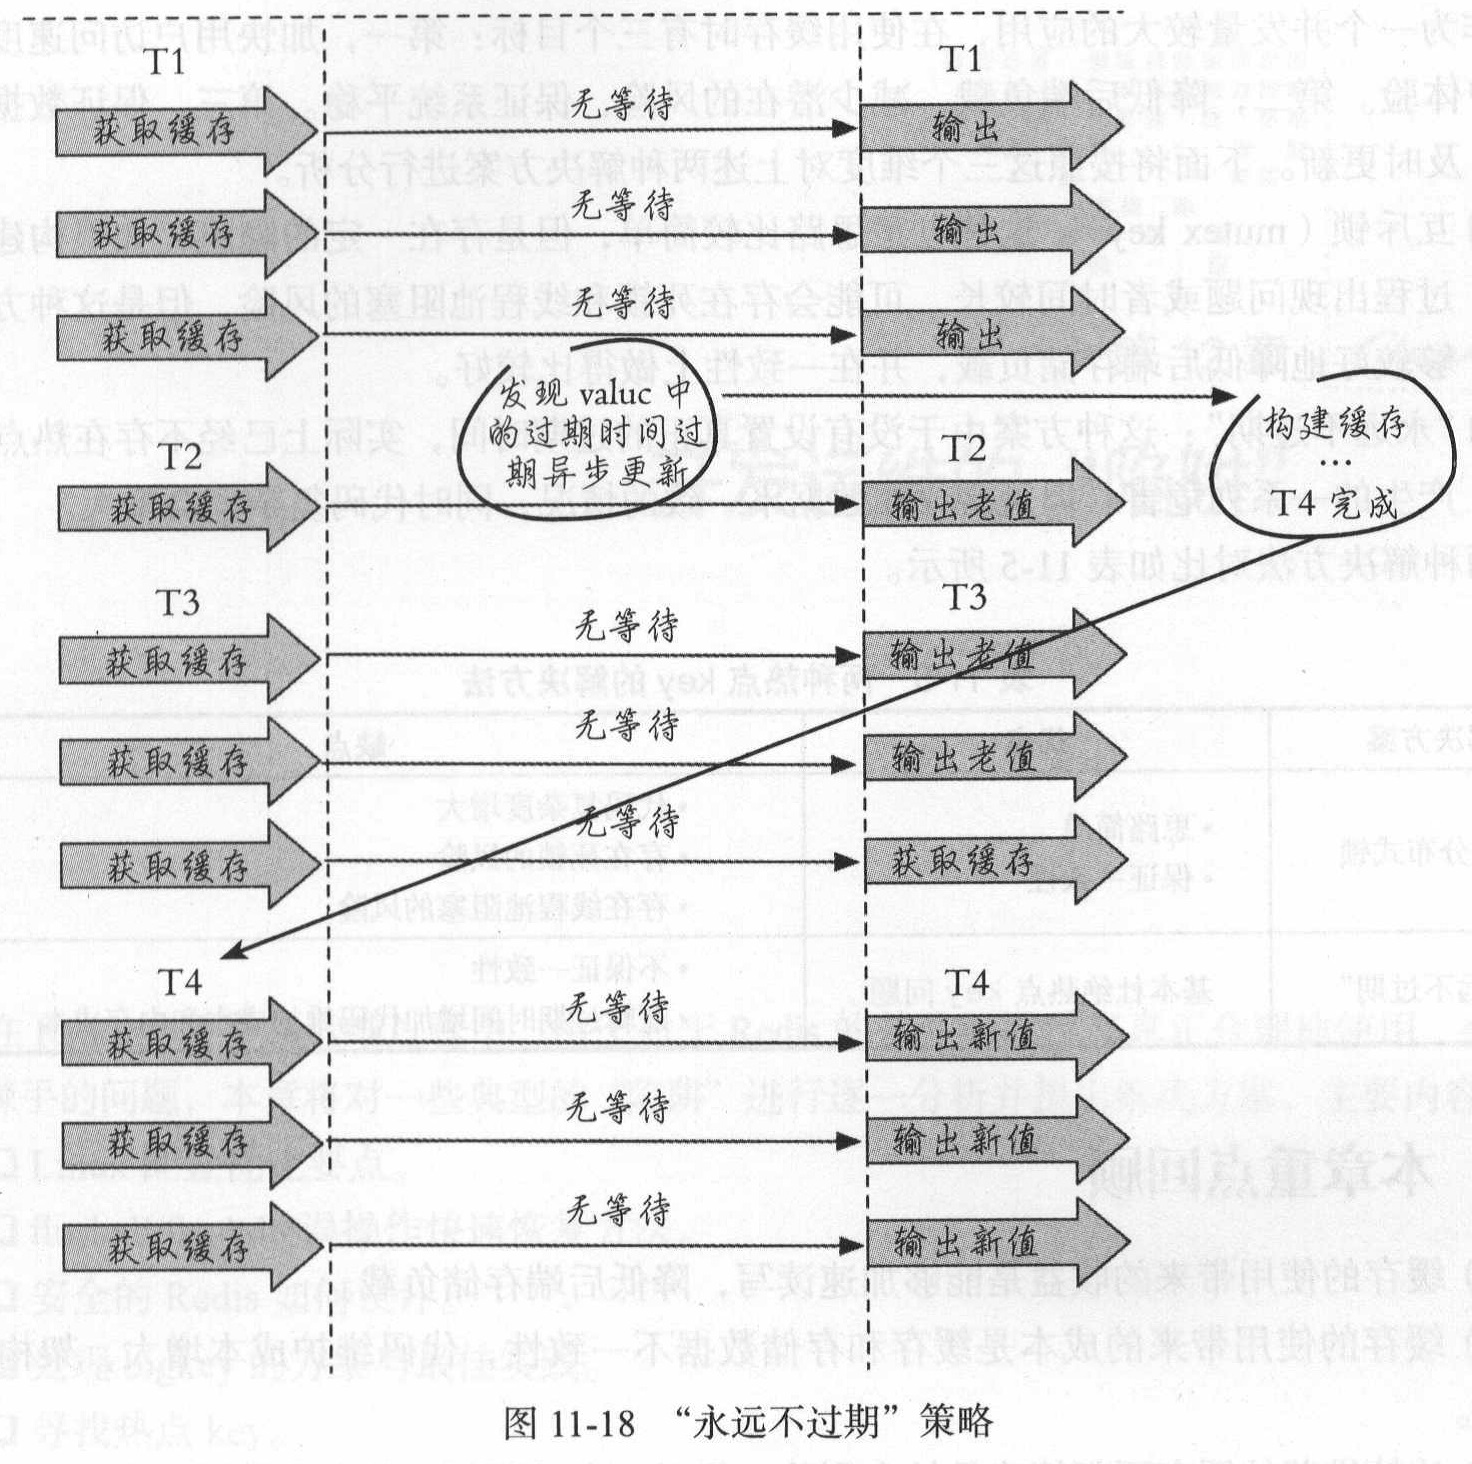 T1 T1
获取缓存 无等待 输出
获取缓存 无等待 输出
获取缓存 无等待 输出
发现 valuc 中
的过期时间过
期异步更新
构建缓存
…
T4 完成
T2 T2
获取缓存 输出老值
T3 T3
获取缓存 无等待 输出老值
获取缓存 无等待 输出老值
获取缓存 无等待 获取缓存
T4 T4
获取缓存 无等待 输出新值
获取缓存 无等待 输出新值
获取缓存 无等待 输出新值
图 11-18 “永远不过期”策略